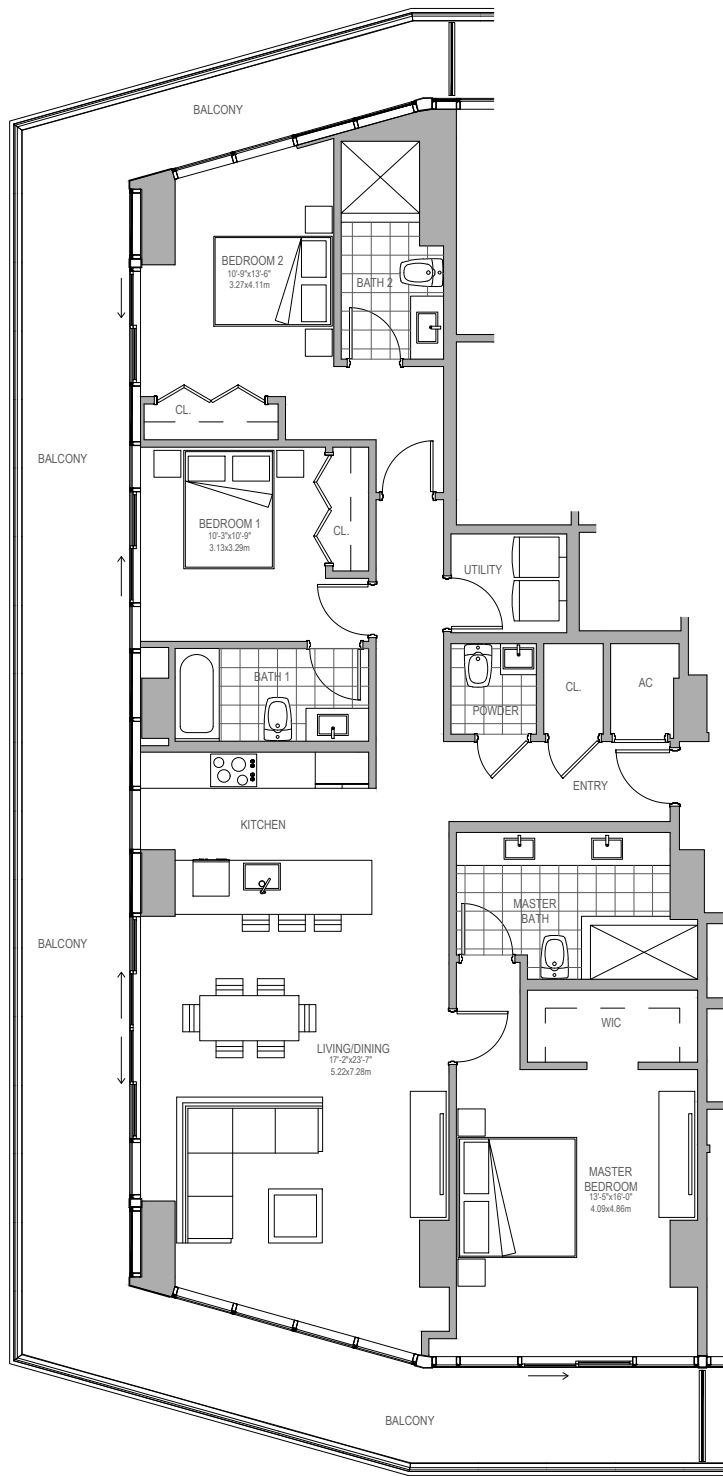 BALCONY
BEDROOM 2
10'-9"x13'-6"
3.27x4.11m
BATH 2
CL.
BALCONY
BEDROOM 1
10'-3"x10'-9"
3.13x3.29m
CL.
UTILITY
BATH 1
POWDER
CL.
AC
ENTRY
KITCHEN
MASTER
BATH
BALCONY
WIC
LIVING/DINING
17'-2"x23'-7"
5.22x7.28m
MASTER
BEDROOM
13'-5"x16'-0"
4.09x4.86m
BALCONY